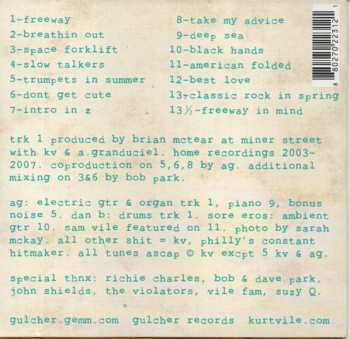 1-freeway
2-breathin out
3-space forklift
4-slow talkers
5-trumpets in summer
6-dont get cute
7-intro in z
8-take my advice
9-deep sea
10-black hands
11-american folded
12-best love
13-classic rock in spring
13½-freeway in mind
8 80270 22312 1
trk 1 produced by brian mctear at miner street
with kv & a.granduciel. home recordings 2003-
2007. coproduction on 5,6,8 by ag. additional
mixing on 3&6 by bob park.
ag: electric gtr & organ trk 1, piano 9, bonus
noise 5. dan b: drums trk 1. sore eros: ambient
gtr 10. sam vile featured on 11. photo by sarah
mckay. all other shit = kv, philly's constant
hitmaker. all tunes ascap © kv excpt 5 kv & ag.
special thnx: richie charles, bob & dave park,
john shields, the violators, vile fam, suzy Q.
gulcher.gemm.com gulcher records kurtvile.com